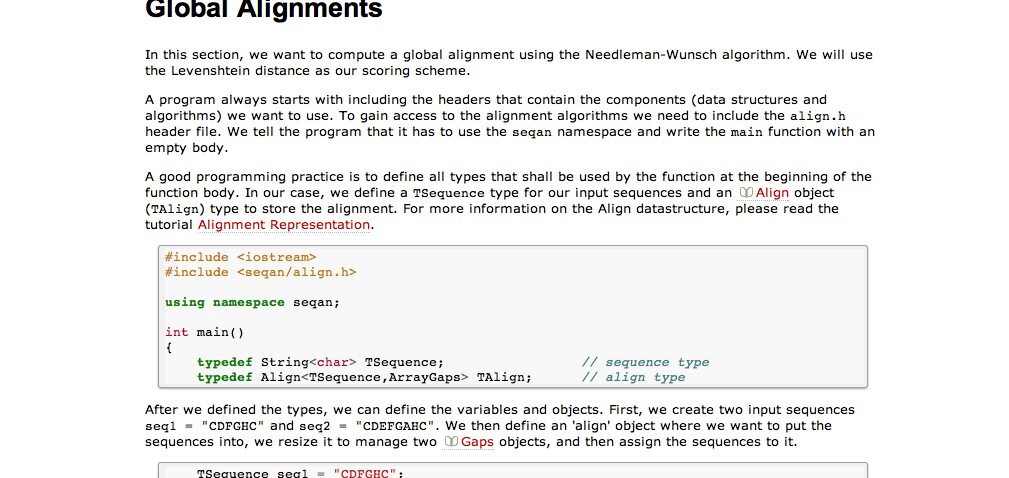 Global Alignments
In this section, we want to compute a global alignment using the Needleman-Wunsch algorithm. We will use
the Levenshtein distance as our scoring scheme.
A program always starts with including the headers that contain the components (data structures and
algorithms) we want to use. To gain access to the alignment algorithms we need to include the align.h
header file. We tell the program that it has to use the seqan namespace and write the main function with an
empty body.
A good programming practice is to define all types that shall be used by the function at the beginning of the
function body. In our case, we define a TSequence type for our input sequences and an Align object
(TAlign) type to store the alignment. For more information on the Align datastructure, please read the
tutorial Alignment Representation.
#include <iostream>
#include <seqan/align.h>
using namespace seqan;
int main()
{
typedef String<char> TSequence; // sequence type
typedef Align<TSequence,ArrayGaps> TAlign; // align type
After we defined the types, we can define the variables and objects. First, we create two input sequences
seq1 = "CDFGHC" and seq2 = "CDEFGAHC". We then define an 'align' object where we want to put the
sequences into, we resize it to manage two Gaps objects, and then assign the sequences to it.
TSequence seq1 = "CDFGHC";